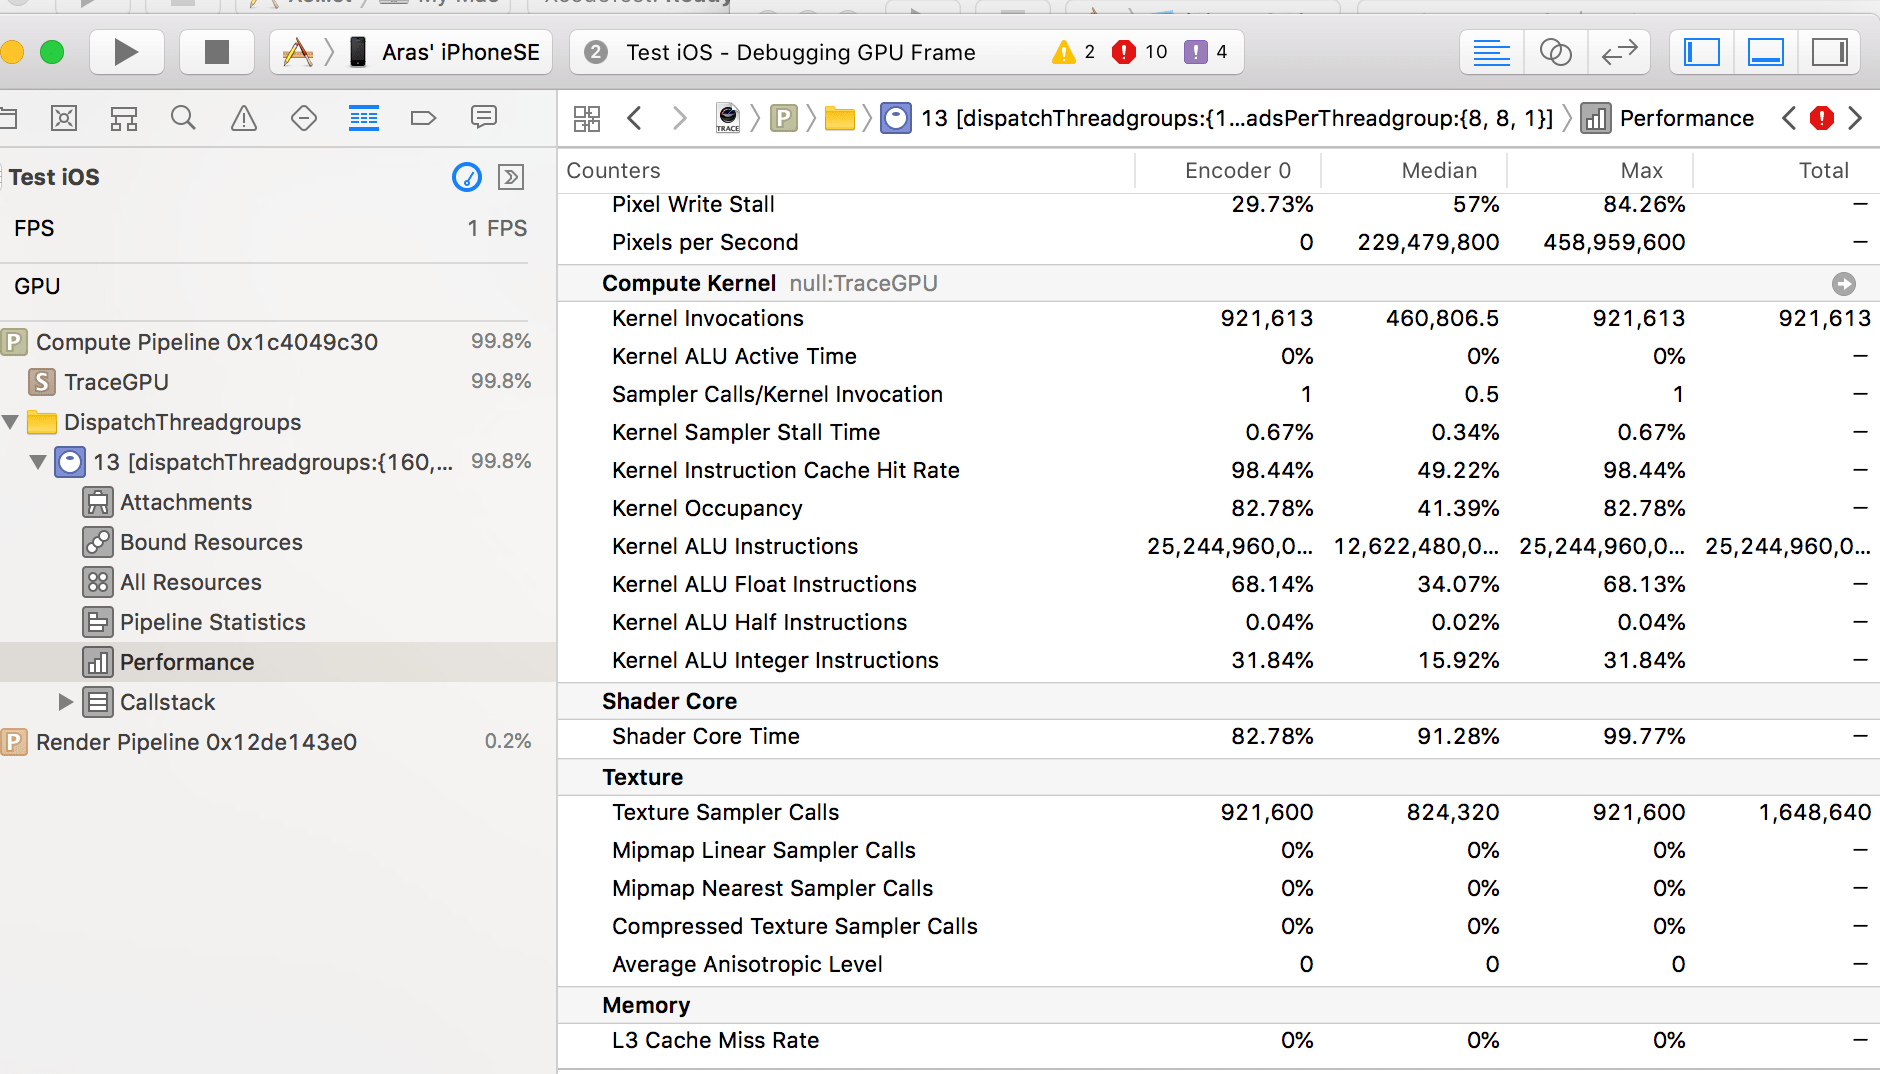 Aras' iPhoneSE
2 Test iOS - Debugging GPU Frame 2 10 4
TRACE P 13 [dispatchThreadgroups:{1...adsPerThreadgroup:{8, 8, 1}] Performance
Test iOS
FPS 1 FPS
GPU
P Compute Pipeline 0x1c4049c30 99.8%
S TraceGPU 99.8%
DispatchThreadgroups
13 [dispatchThreadgroups:{160,... 99.8%
Attachments
Bound Resources
All Resources
Pipeline Statistics
Performance
Callstack
P Render Pipeline 0x12de143e0 0.2%
Counters Encoder 0 Median Max Total
Pixel Write Stall 29.73% 57% 84.26% —
Pixels per Second 0 229,479,800 458,959,600 —
Compute Kernel null:TraceGPU
Kernel Invocations 921,613 460,806.5 921,613 921,613
Kernel ALU Active Time 0% 0% 0% —
Sampler Calls/Kernel Invocation 1 0.5 1 —
Kernel Sampler Stall Time 0.67% 0.34% 0.67% —
Kernel Instruction Cache Hit Rate 98.44% 49.22% 98.44% —
Kernel Occupancy 82.78% 41.39% 82.78% —
Kernel ALU Instructions 25,244,960,0... 12,622,480,0... 25,244,960,0... 25,244,960,0...
Kernel ALU Float Instructions 68.14% 34.07% 68.13% —
Kernel ALU Half Instructions 0.04% 0.02% 0.04% —
Kernel ALU Integer Instructions 31.84% 15.92% 31.84% —
Shader Core
Shader Core Time 82.78% 91.28% 99.77% —
Texture
Texture Sampler Calls 921,600 824,320 921,600 1,648,640
Mipmap Linear Sampler Calls 0% 0% 0% —
Mipmap Nearest Sampler Calls 0% 0% 0% —
Compressed Texture Sampler Calls 0% 0% 0% —
Average Anisotropic Level 0 0 0 —
Memory
L3 Cache Miss Rate 0% 0% 0% —